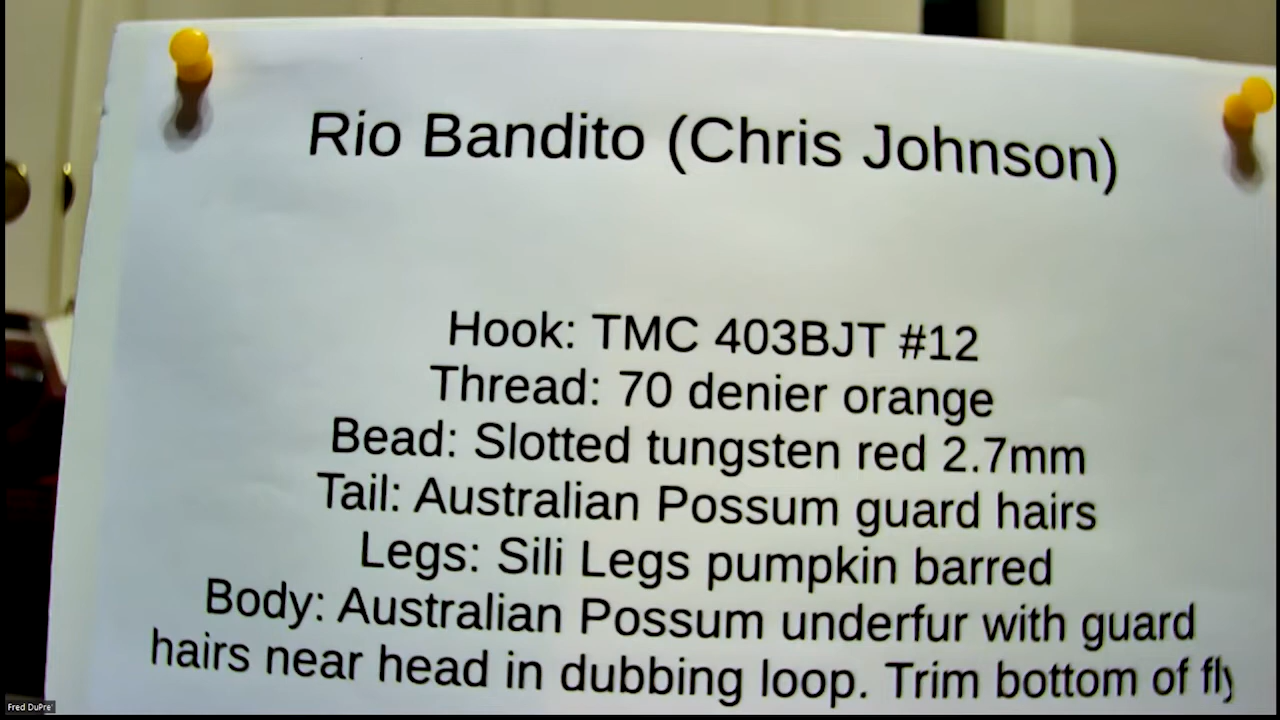 Rio Bandito (Chris Johnson)
Hook: TMC 403BJT #12
Thread: 70 denier orange
Bead: Slotted tungsten red 2.7mm
Tail: Australian Possum guard hairs
Legs: Sili Legs pumpkin barred
Body: Australian Possum underfur with guard
hairs near head in dubbing loop. Trim bottom of fly
Fred DuPre'